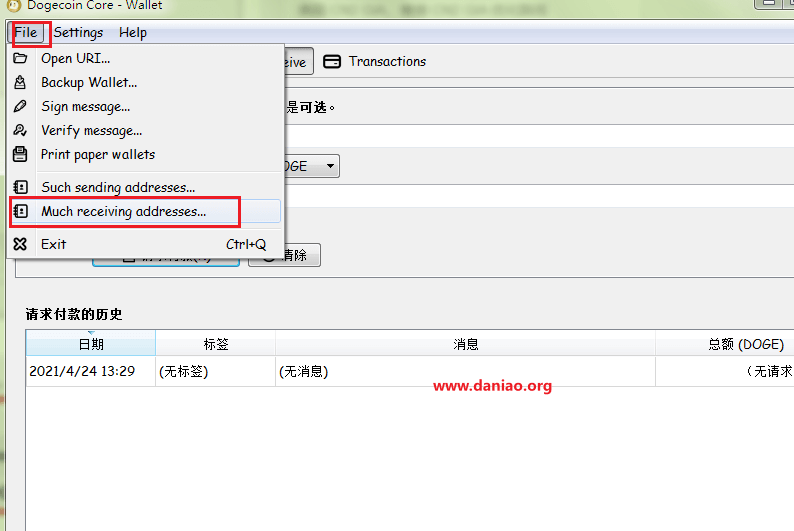 Dogecoin Core - Wallet
File Settings Help
Open URI...
Backup Wallet...
Sign message...
Verify message...
Print paper wallets
Such sending addresses...
Much receiving addresses...
Exit Ctrl+Q
Transactions
是可选。
清除
请求付款的历史
日期 标签 消息 总额 (DOGE)
2021/4/24 13:29 (无标签) (无消息) (无请求
www.daniao.org